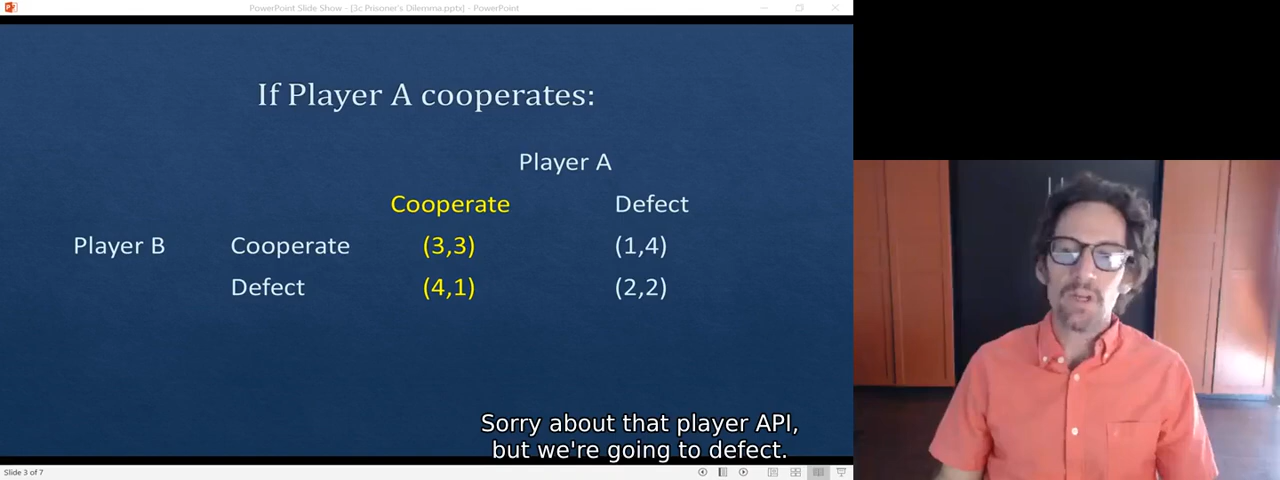 PowerPoint Slide Show - [3c Prisoner's Dilemma.pptx] - PowerPoint
If Player A cooperates:
Player A
Cooperate Defect
Player B Cooperate (3,3) (1,4)
Defect (4,1) (2,2)
Sorry about that player API,
but we're going to defect.
Slide 3 of 7